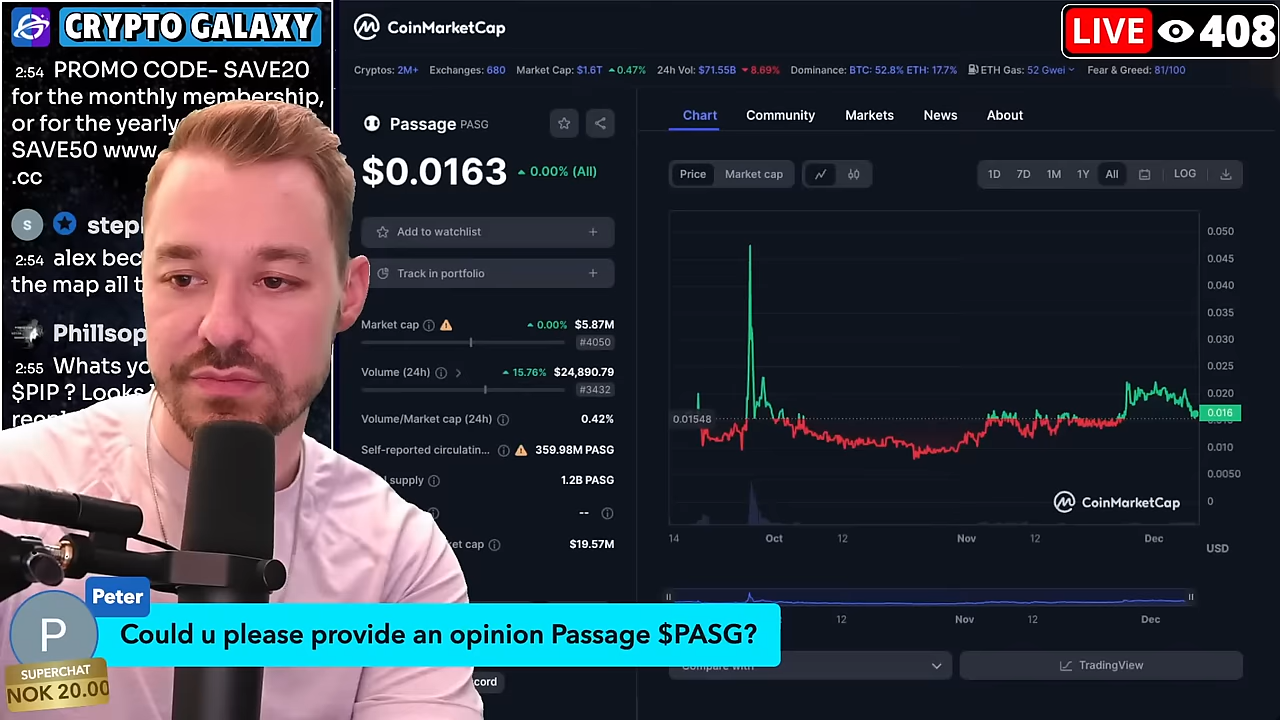 CRYPTO GALAXY
2:54 PROMO CODE- SAVE20
for the monthly membership,
or for the yearly
SAVE50 www
.cc
S
2:54 alex
the map all
2:55 Whats
$PIP ? Looks
LIVE 408
CoinMarketCap
Cryptos: 2M+ Exchanges: 680 Market Cap: $1.6T 0.47% 24h Vol: $71.55B 8.69% Dominance: BTC: 52.8% ETH: 17.7% ETH Gas: 52 Gwei Fear & Greed: 81/100
Passage PASG
$0.0163 0.00% (All)
Add to watchlist +
Track in portfolio +
Market cap 0.00% $5.87M
#4050
Volume (24h) 15.76% $24,890.79
#3432
Volume/Market cap (24h) 0.42%
Self-reported circulatin... 359.98M PASG
supply 1.2B PASG
--
cap $19.57M
Chart Community Markets News About
Price Market cap 1D 7D 1M 1Y All LOG
0.050
0.045
0.040
0.035
0.030
0.025
0.020
0.016
0.01548
0.010
0.0050
0
CoinMarketCap
14 Oct 12 Nov 12 Dec
USD
12 Nov 12 Dec
Compare with TradingView
Peter
P
Could u please provide an opinion Passage $PASG?
SUPERCHAT
NOK 20.00